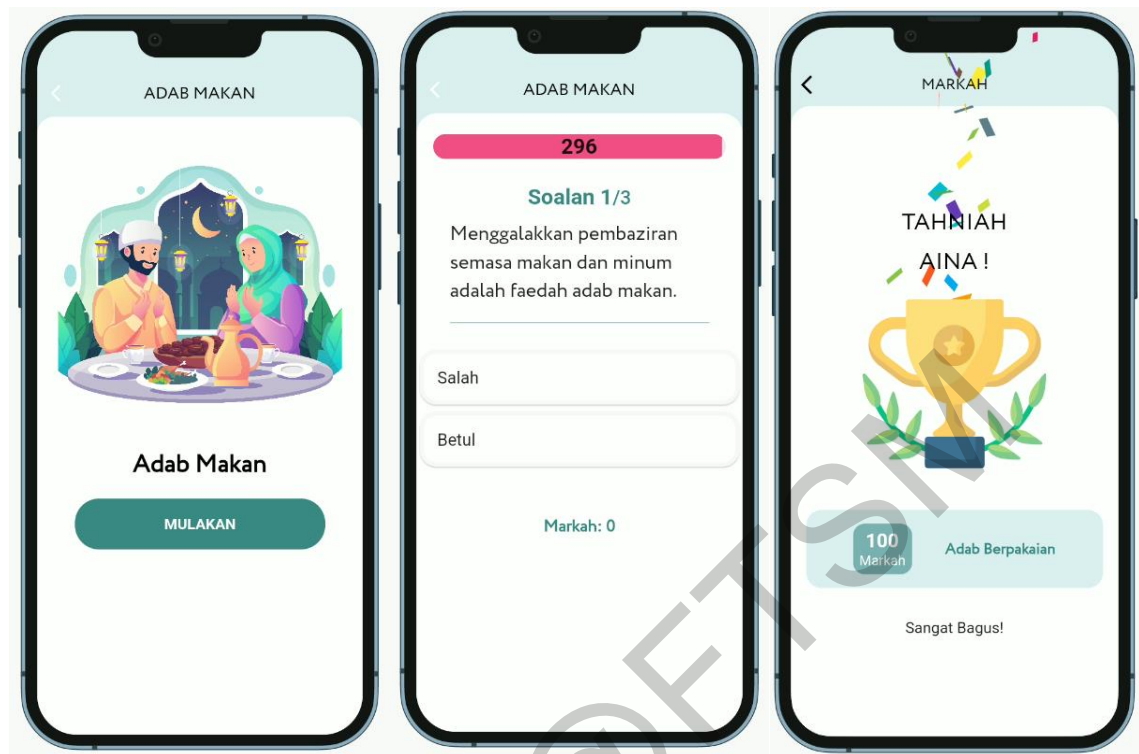 ADAB MAKAN
Adab Makan
MULAKAN
ADAB MAKAN
296
Soalan 1/3
Menggalakkan pembaziran
semasa makan dan minum
adalah faedah adab makan.
Salah
Betul
Markah: 0
MARKAH
TAHNIAH
AINA !
100
Markah
Adab Berpakaian
Sangat Bagus!
@FTSM